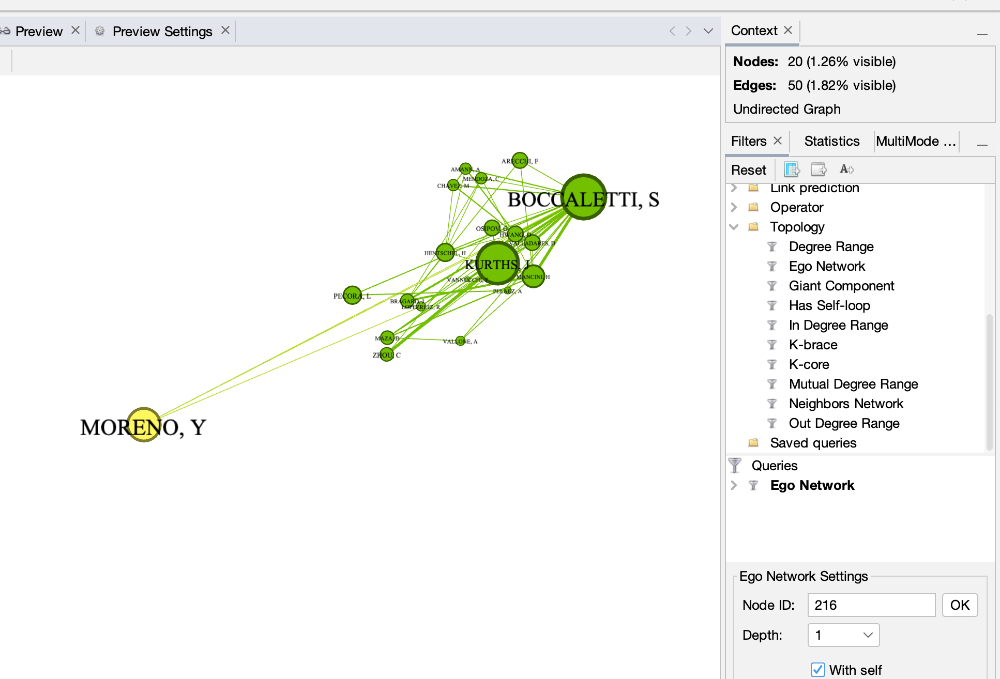 Preview
Preview Settings
Context
Nodes: 20 (1.26% visible)
Edges: 50 (1.82% visible)
Undirected Graph
Filters
Statistics
MultiMode ...
Reset
Link prediction
Operator
Topology
Degree Range
Ego Network
Giant Component
Has Self-loop
In Degree Range
K-brace
K-core
Mutual Degree Range
Neighbors Network
Out Degree Range
Saved queries
Queries
Ego Network
Ego Network Settings
Node ID: 216 OK
Depth: 1
With self
ARECCHI, F
AMANN, A
MENDOZA, C
CHAVEZ, M
BOCCALETTI, S
OSIPOV, G
HWANG, D
VALLADARES, D
HENTSCHEL, H
KURTHS, J
MANCINI, H
VANNUCCHI, F
PELAEZ, A
PECORA, L
BRAGARD, J
LOPEZRUIZ, R
MAZA, D
VALLONE, A
ZHOU, C
MORENO, Y